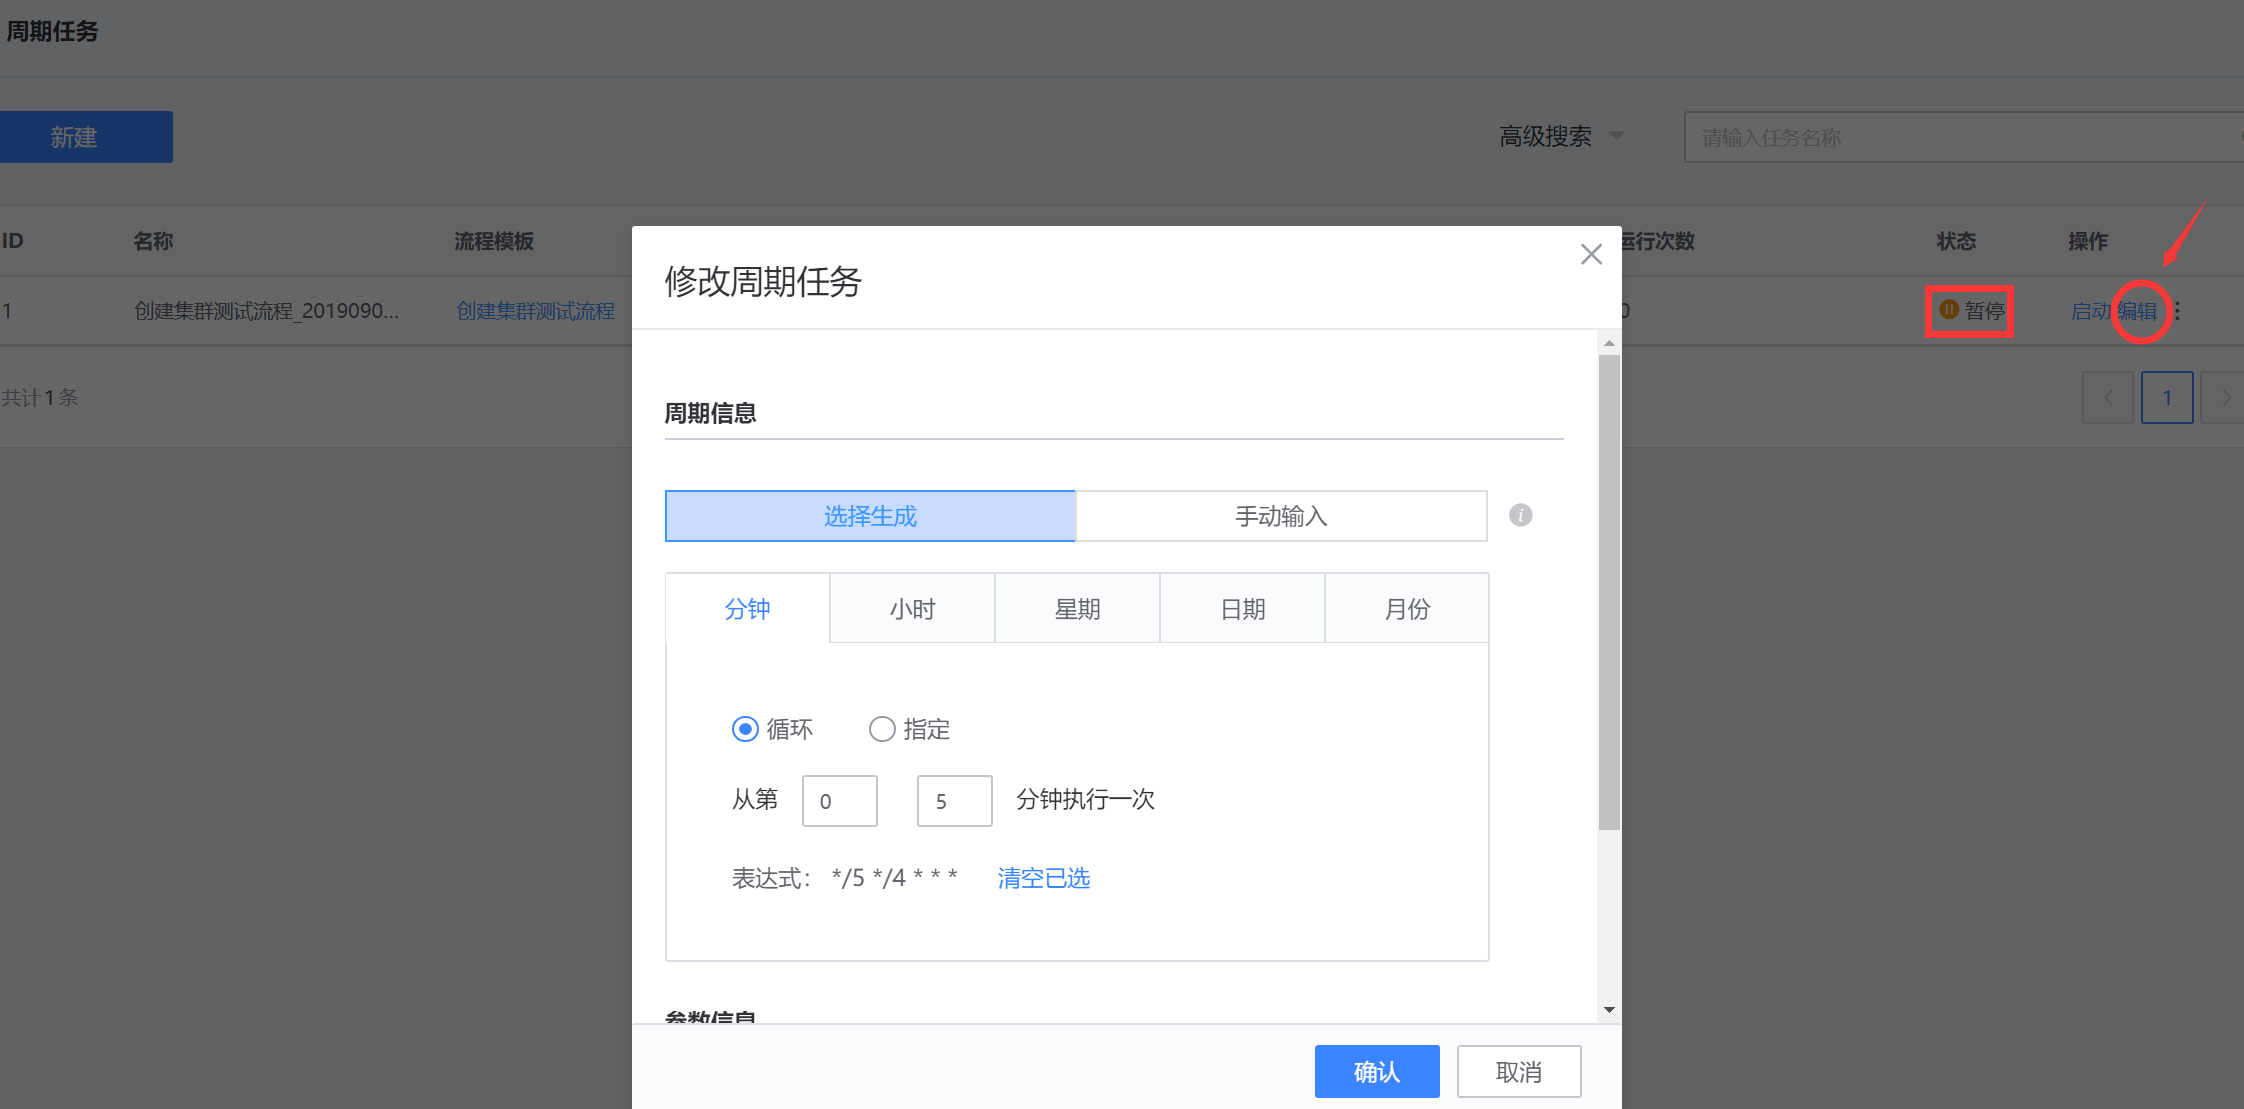 周期任务
新建
高级搜索
请输入任务名称
ID 名称 流程模板 运行次数 状态 操作
1 创建集群测试流程_2019090... 创建集群测试流程 0 暂停 启动 编辑
共计1条
1
修改周期任务
周期信息
选择生成 手动输入
分钟 小时 星期 日期 月份
循环 指定
从第 0 5 分钟执行一次
表达式： */5 */4 * * * 清空已选
参数信息
确认 取消